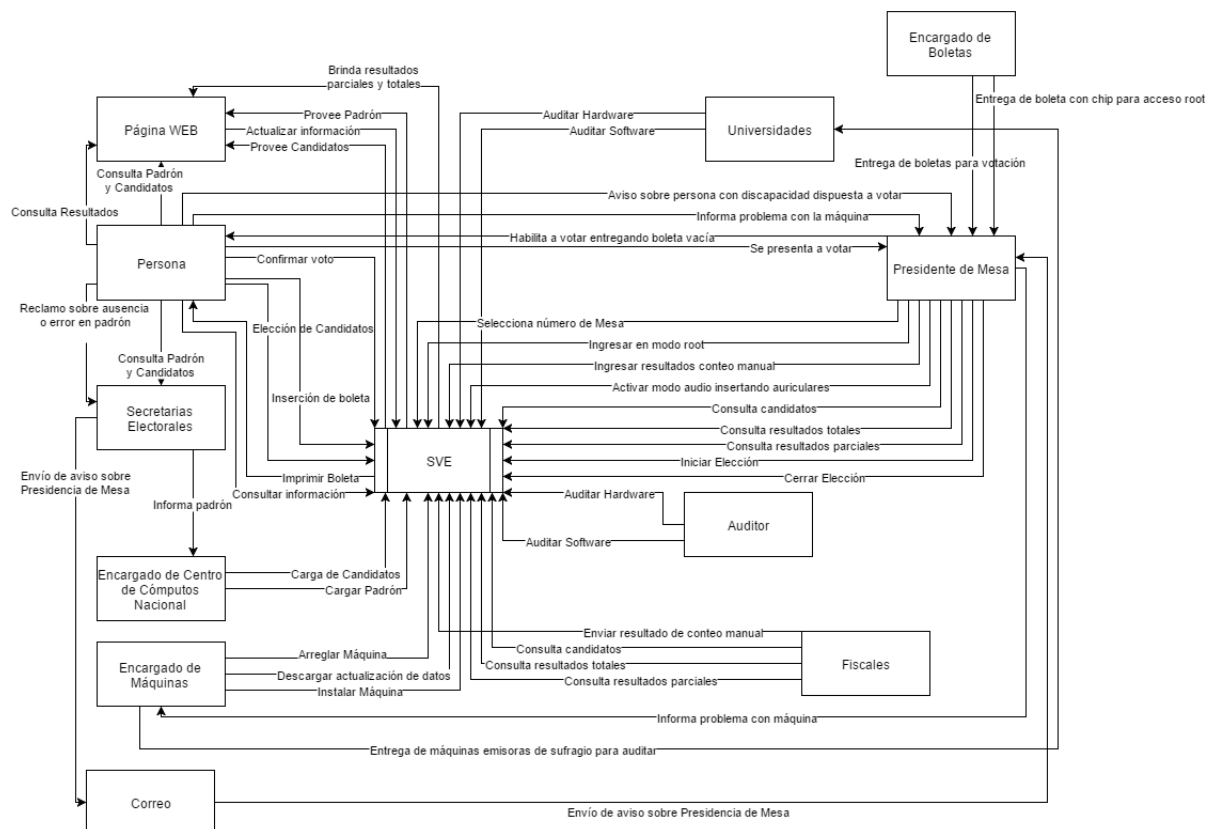 Encargado de
Boletas
Brinda resultados
parciales y totales
Entrega de boleta con chip para acceso root
Provee Padrón
Auditar Hardware
Página WEB
Actualizar información
Auditar Software
Universidades
Provee Candidatos
Consulta Padrón
y Candidatos
Entrega de boletas para votación
Aviso sobre persona con discapacidad dispuesta a votar
Consulta Resultados
Informa problema con la máquina
Habilita a votar entregando boleta vacía
Se presenta a votar
Persona
Confirmar voto
Presidente de Mesa
Reclamo sobre ausencia
o error en padrón
Selecciona número de Mesa
Elección de Candidatos
Ingresar en modo root
Consulta Padrón
y Candidatos
Ingresar resultados conteo manual
Activar modo audio insertando auriculares
Inserción de boleta
Consulta candidatos
Secretarias
Electorales
Consulta resultados totales
Consulta resultados parciales
SVE
Iniciar Elección
Envío de aviso sobre
Presidencia de Mesa
Imprimir Boleta
Cerrar Elección
Consultar información
Auditar Hardware
Informa padrón
Auditor
Auditar Software
Encargado de Centro
de Cómputos
Nacional
Carga de Candidatos
Cargar Padrón
Enviar resultado de conteo manual
Consulta candidatos
Arreglar Máquina
Encargado de
Máquinas
Consulta resultados totales
Fiscales
Descargar actualización de datos
Consulta resultados parciales
Instalar Máquina
Informa problema con máquina
Entrega de máquinas emisoras de sufragio para auditar
Correo
Envío de aviso sobre Presidencia de Mesa